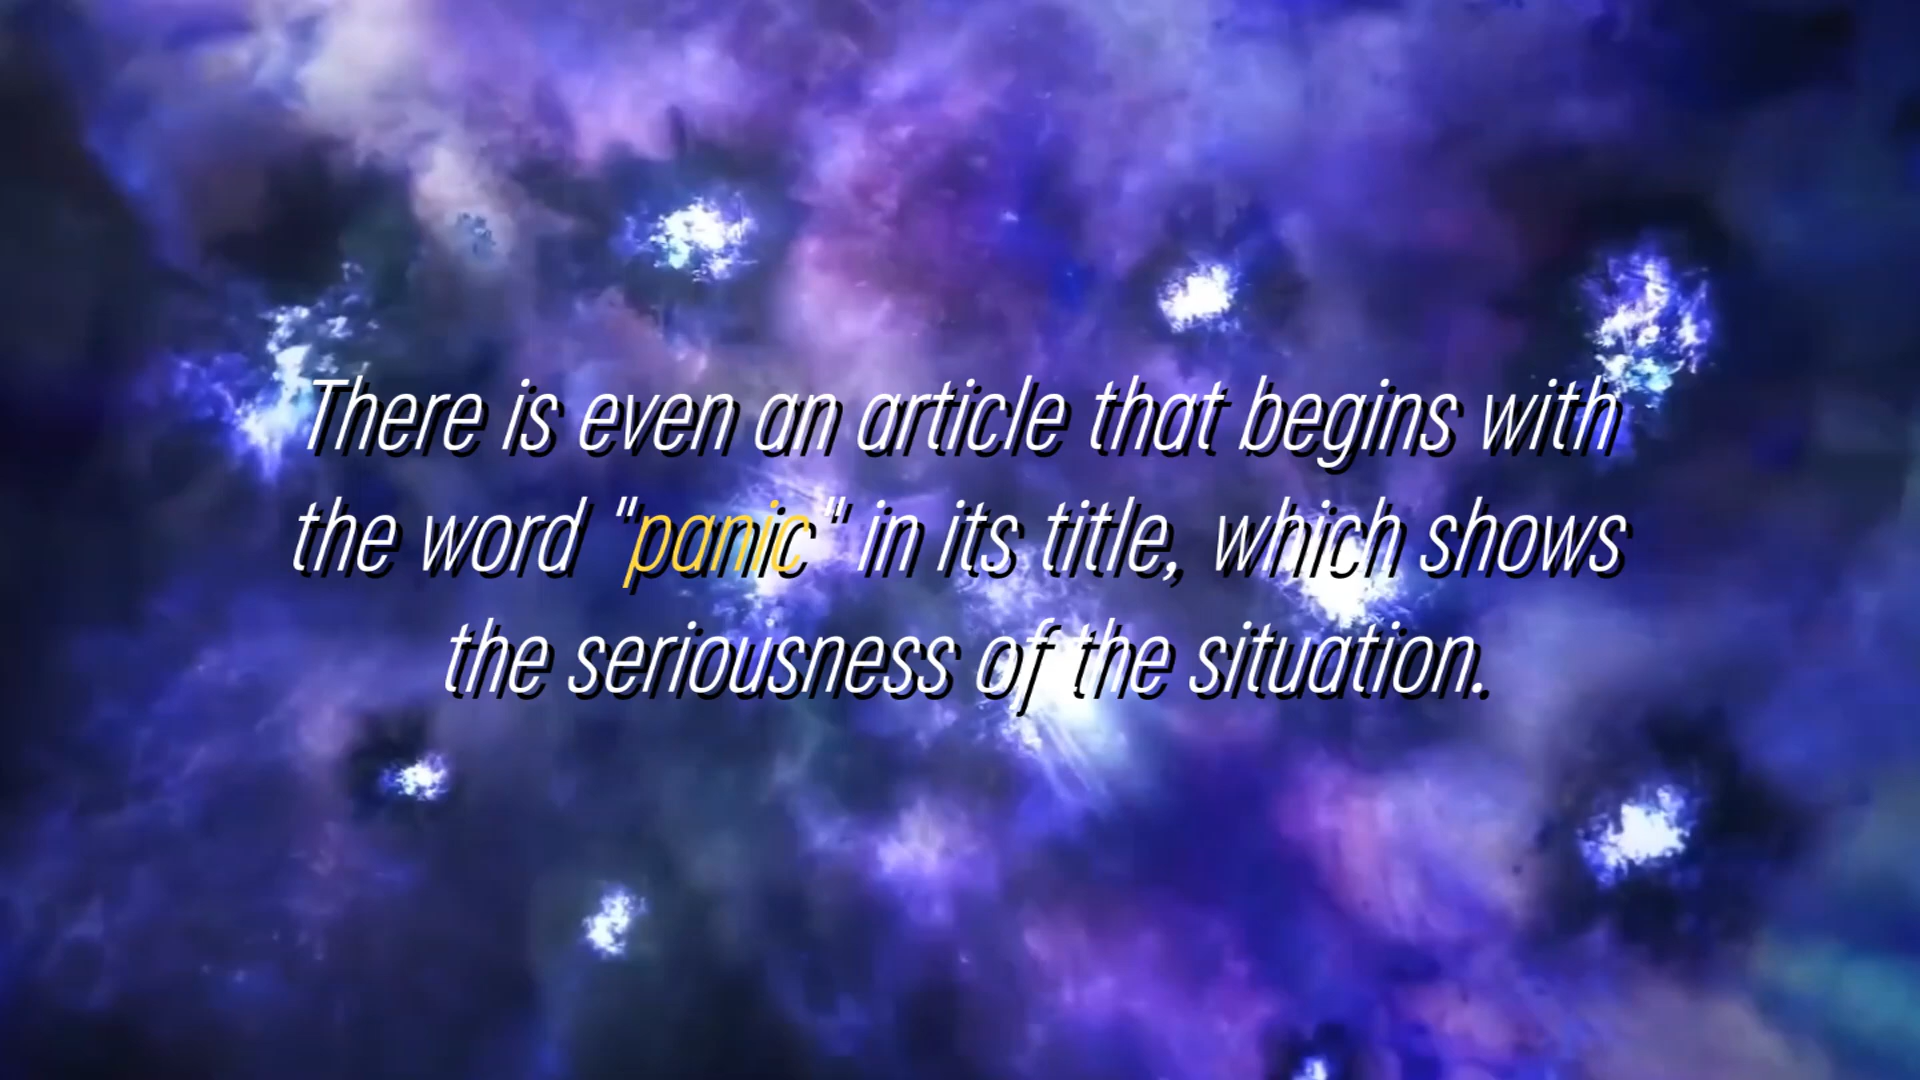 There is even an article that begins with
the word "panic" in its title, which shows
the seriousness of the situation.